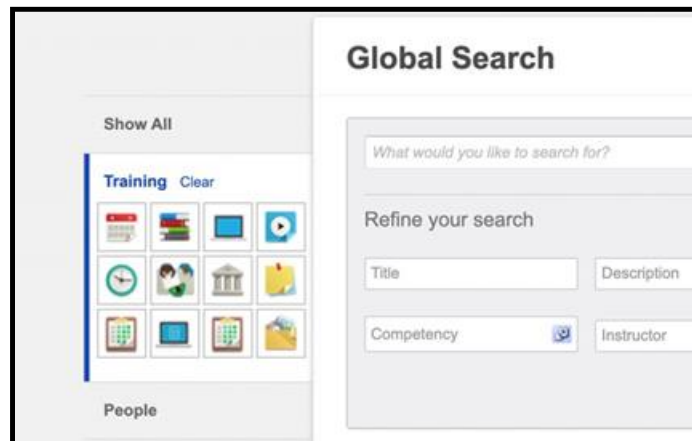 Global Search
Show All
What would you like to search for?
Training Clear
Refine your search
Title
Description
Competency
Instructor
People